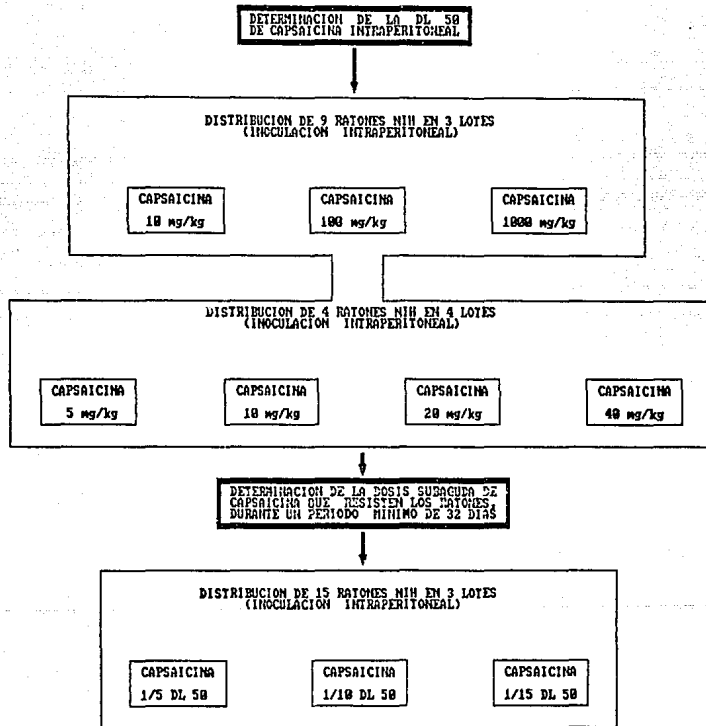 DETERMINACION DE LA DL 50
DE CAPSAICINA INTRAPERITONEAL
DISTRIBUCION DE 9 RATONES NIH EN 3 LOTES
(INOCULACION INTRAPERITONEAL)
CAPSAICINA
10 mg/kg
CAPSAICINA
100 mg/kg
CAPSAICINA
1000 mg/kg
DISTRIBUCION DE 4 RATONES NIH EN 4 LOTES
(INOCULACION INTRAPERITONEAL)
CAPSAICINA
5 mg/kg
CAPSAICINA
10 mg/kg
CAPSAICINA
20 mg/kg
CAPSAICINA
40 mg/kg
DETERMINACION DE LA DOSIS SUBAGUDA DE
CAPSAICINA QUE RESISTEN LOS RATONES,
DURANTE UN PERIODO MINIMO DE 32 DIAS
DISTRIBUCION DE 15 RATONES NIH EN 3 LOTES
(INOCULACION INTRAPERITONEAL)
CAPSAICINA
1/5 DL 50
CAPSAICINA
1/10 DL 50
CAPSAICINA
1/15 DL 50